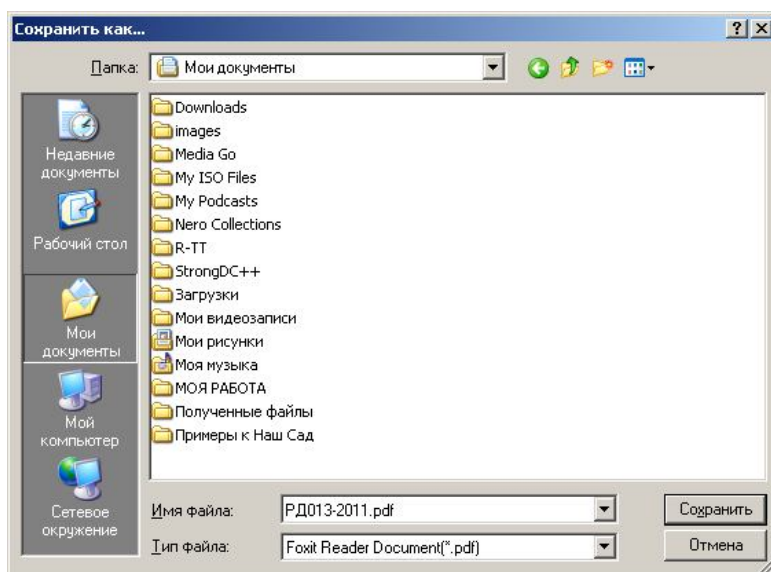 Сохранить как...
Папка:
Мои документы
Недавние
документы
Рабочий стол
Мои
документы
Мой
компьютер
Сетевое
окружение
Downloads
images
Media Go
My ISO Files
My Podcasts
Nero Collections
R-TT
StrongDC++
Загрузки
Мои видеозаписи
Мои рисунки
Моя музыка
МОЯ РАБОТА
Полученные файлы
Примеры к Наш Сад
Имя файла:
РД013-2011.pdf
Сохранить
Тип файла:
Foxit Reader Document(*.pdf)
Отмена